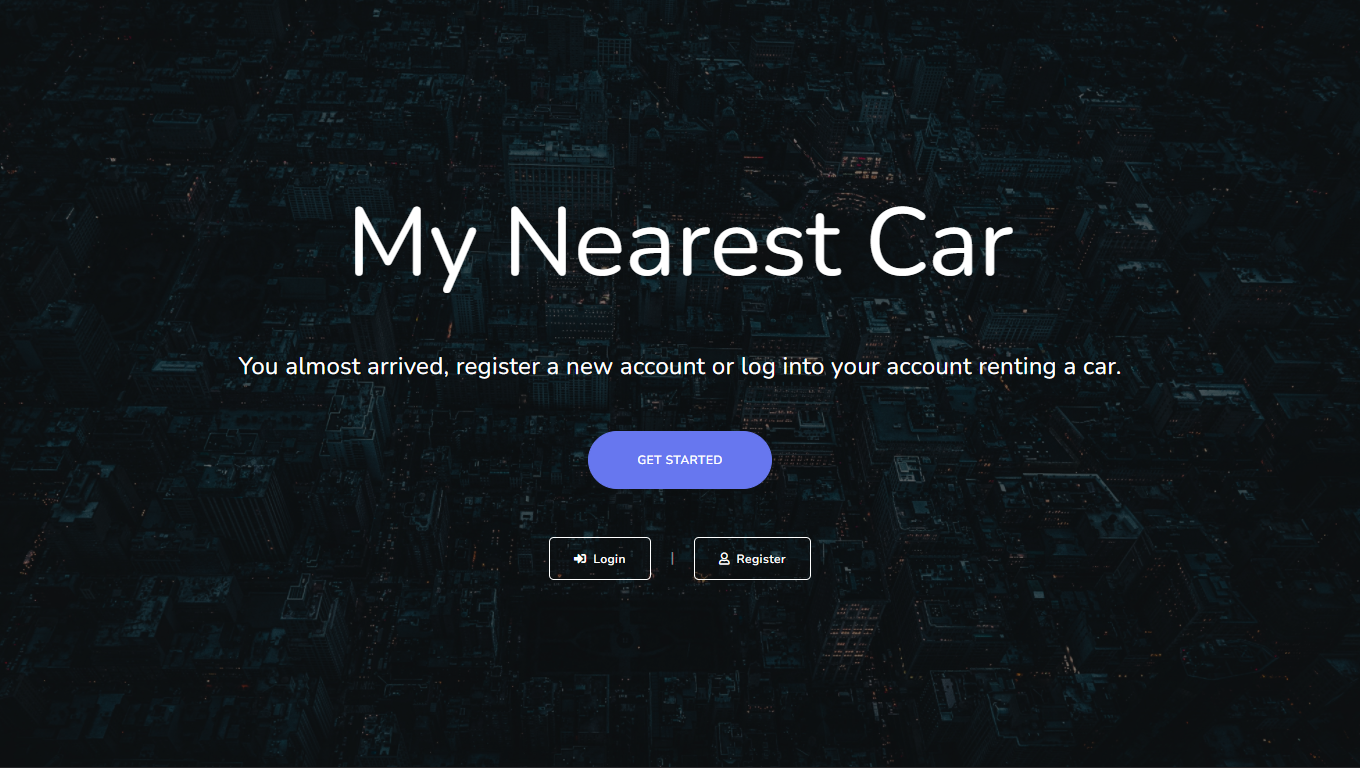 My Nearest Car
You almost arrived, register a new account or log into your account renting a car.
GET STARTED
Login | Register